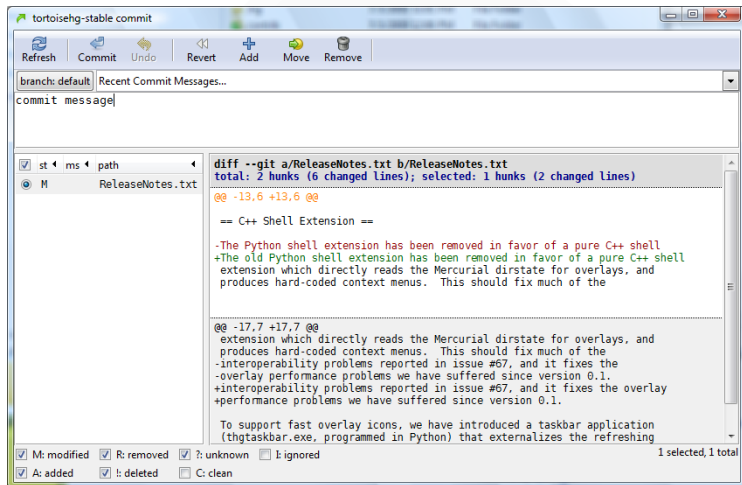 tortoisehg-stable commit
Refresh Commit Undo Revert Add Move Remove
branch: default Recent Commit Messages...
commit message
st ms path
M ReleaseNotes.txt
diff --git a/ReleaseNotes.txt b/ReleaseNotes.txt
total: 2 hunks (6 changed lines); selected: 1 hunks (2 changed lines)
@@ -13,6 +13,6 @@
== C++ Shell Extension ==
-The Python shell extension has been removed in favor of a pure C++ shell
+The old Python shell extension has been removed in favor of a pure C++ shell
extension which directly reads the Mercurial dirstate for overlays, and
produces hard-coded context menus.  This should fix much of the
@@ -17,7 +17,7 @@
extension which directly reads the Mercurial dirstate for overlays, and
produces hard-coded context menus.  This should fix much of the
-interoperability problems reported in issue #67, and it fixes the
-overlay performance problems we have suffered since version 0.1.
+interoperability problems reported in issue #67, and it fixes the overlay
+performance problems we have suffered since version 0.1.
To support fast overlay icons, we have introduced a taskbar application
(thgtaskbar.exe, programmed in Python) that externalizes the refreshing
M: modified R: removed ?: unknown I: ignored 1 selected, 1 total
A: added !: deleted C: clean